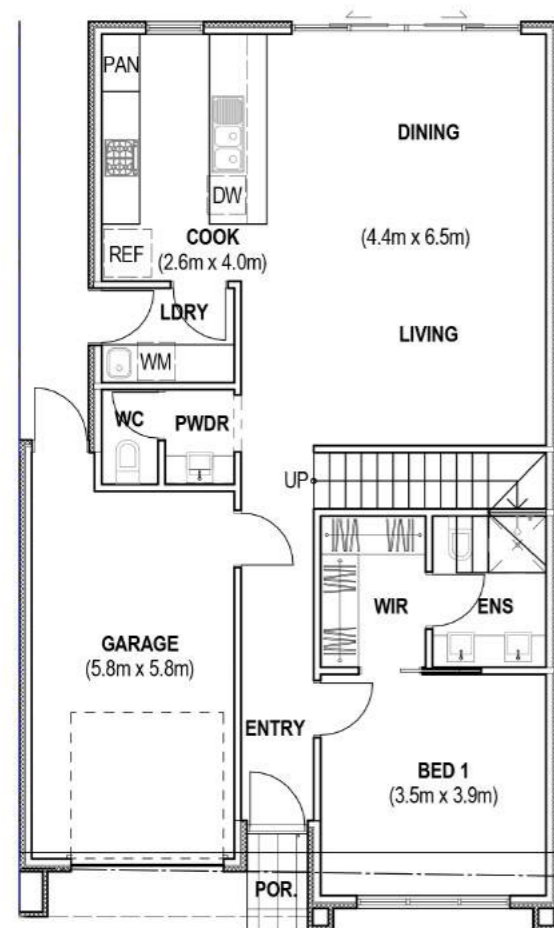 PAN
DINING
DW
COOK
(2.6m x 4.0m)
(4.4m x 6.5m)
REF
LDRY
LIVING
WM
WC
PWDR
UP
WIR
ENS
GARAGE
(5.8m x 5.8m)
ENTRY
BED 1
(3.5m x 3.9m)
POR.